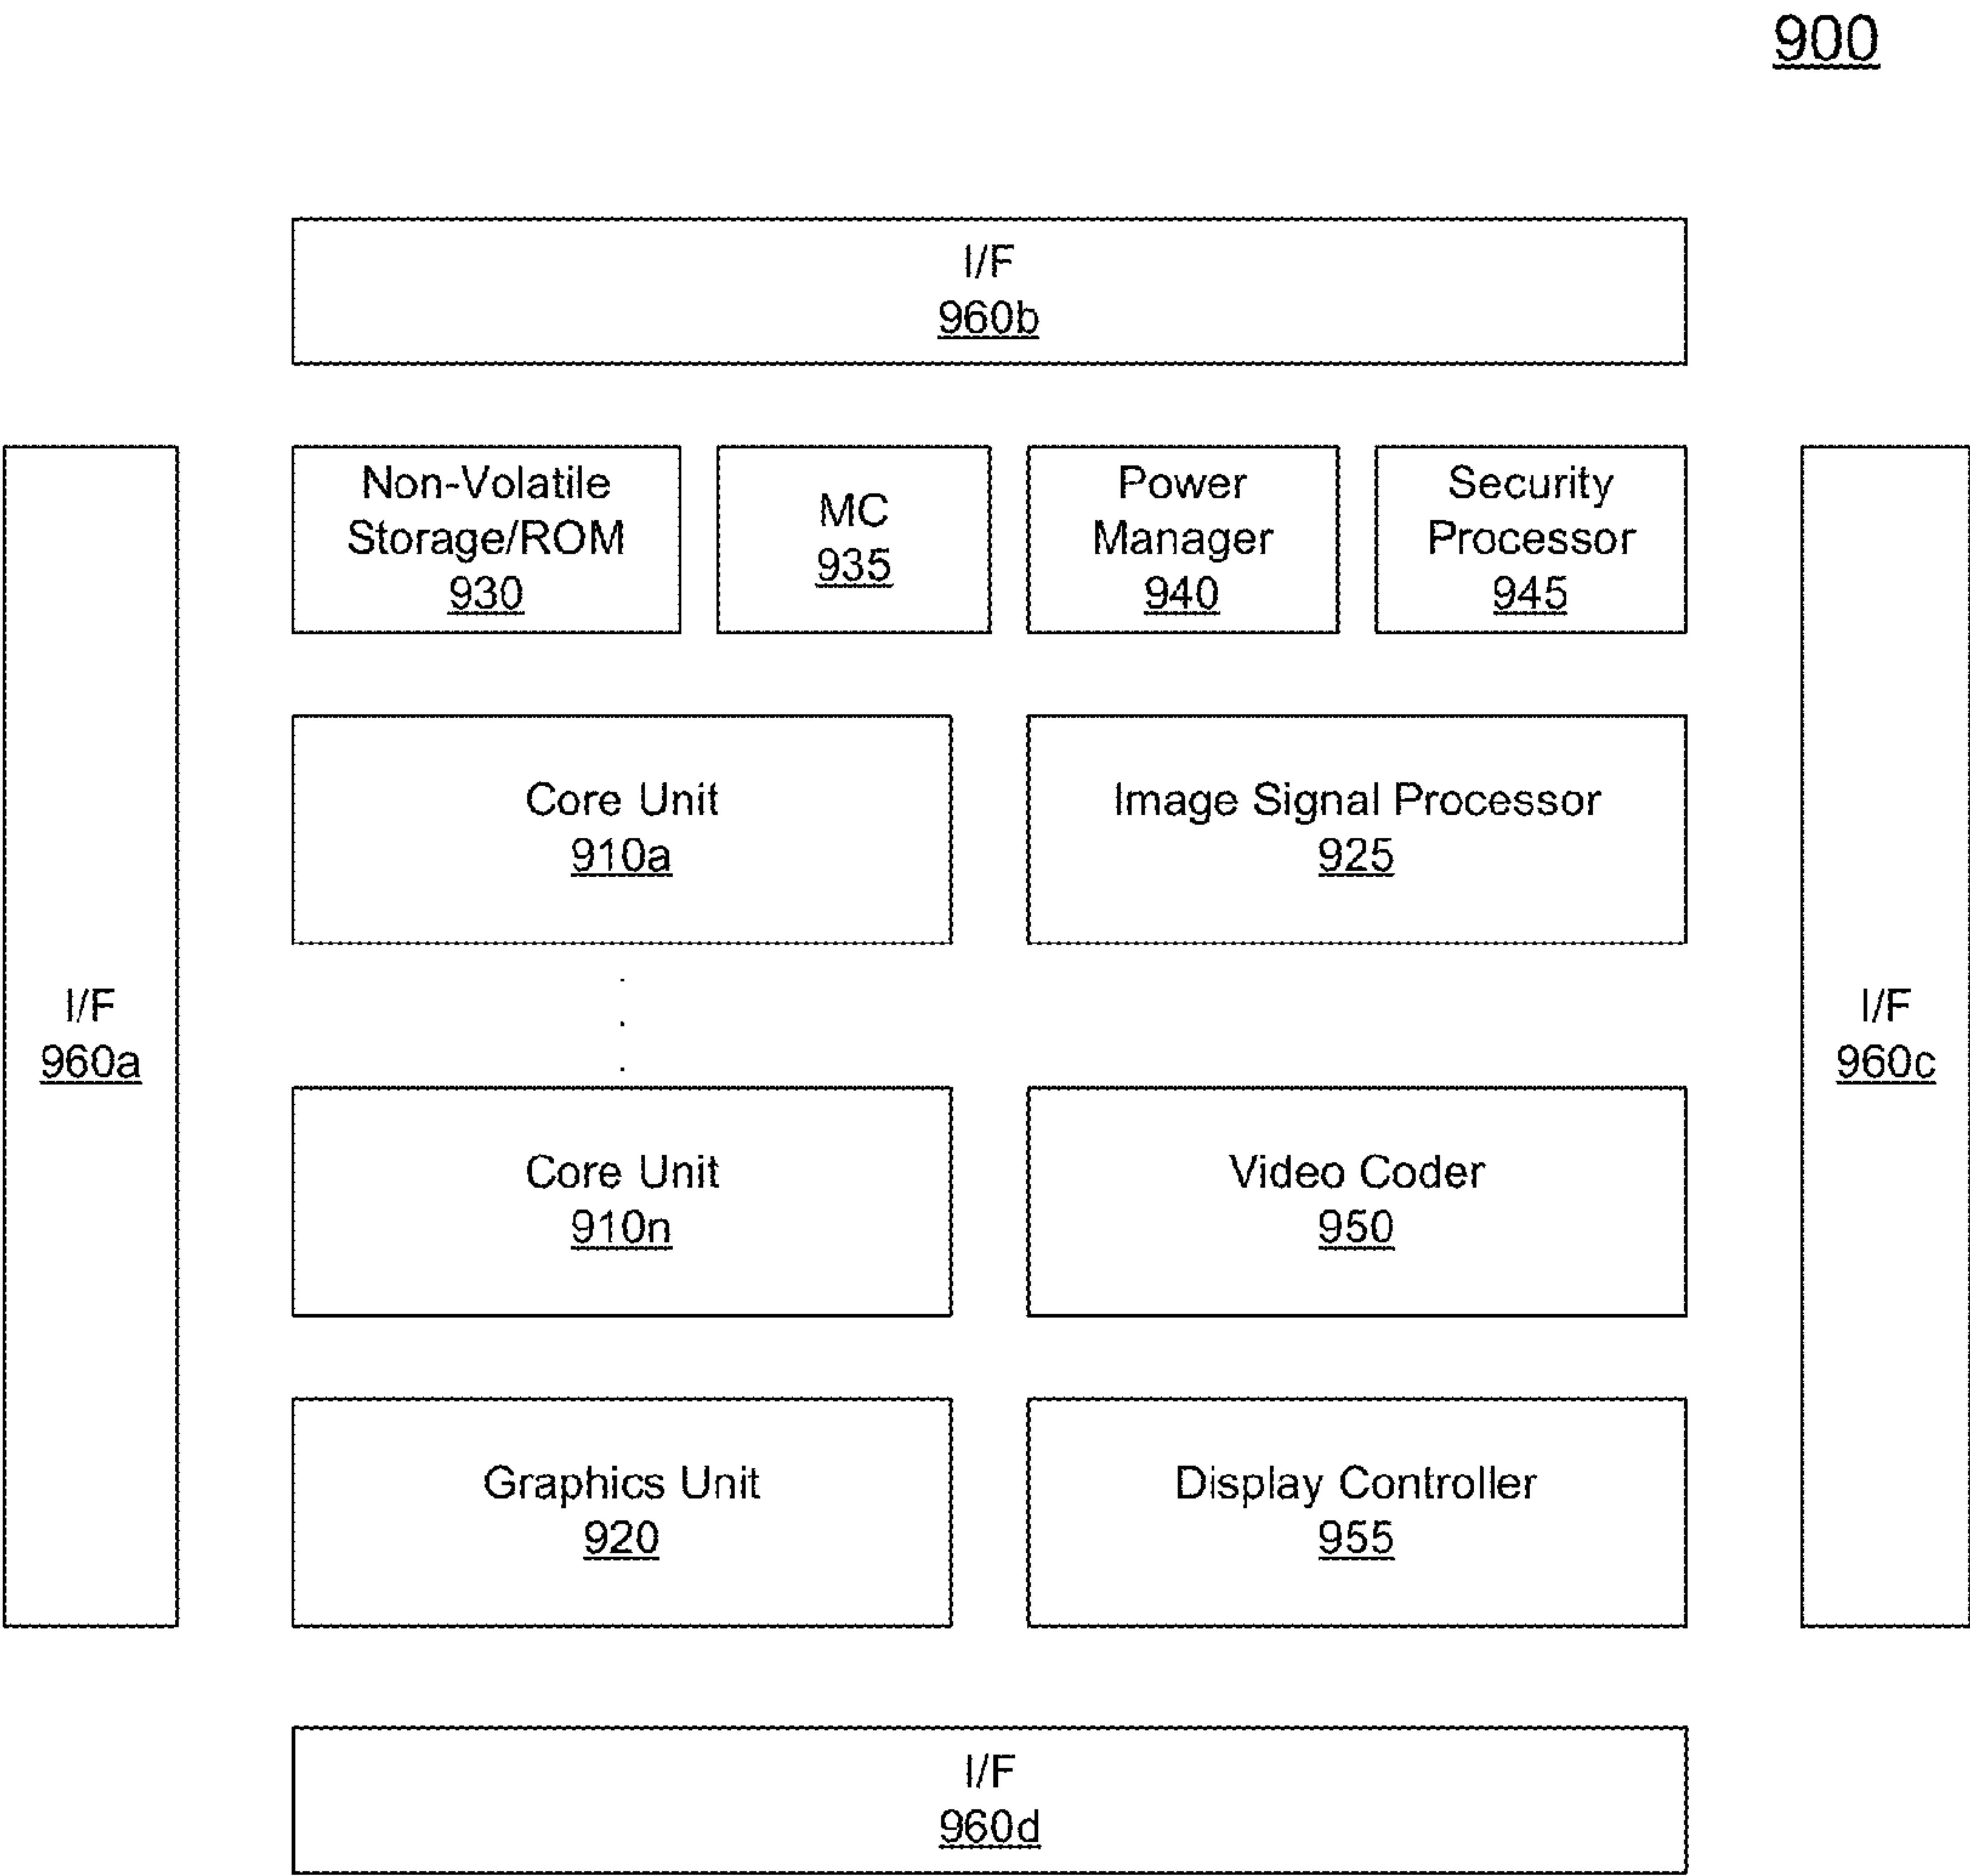 900
I/F
960b
Non-Volatile
Storage/ROM
930
MC
935
Power
Manager
940
Security
Processor
945
Core Unit
910a
Image Signal Processor
925
I/F
960a
I/F
960c
Core Unit
910n
Video Coder
950
Graphics Unit
920
Display Controller
955
I/F
960d